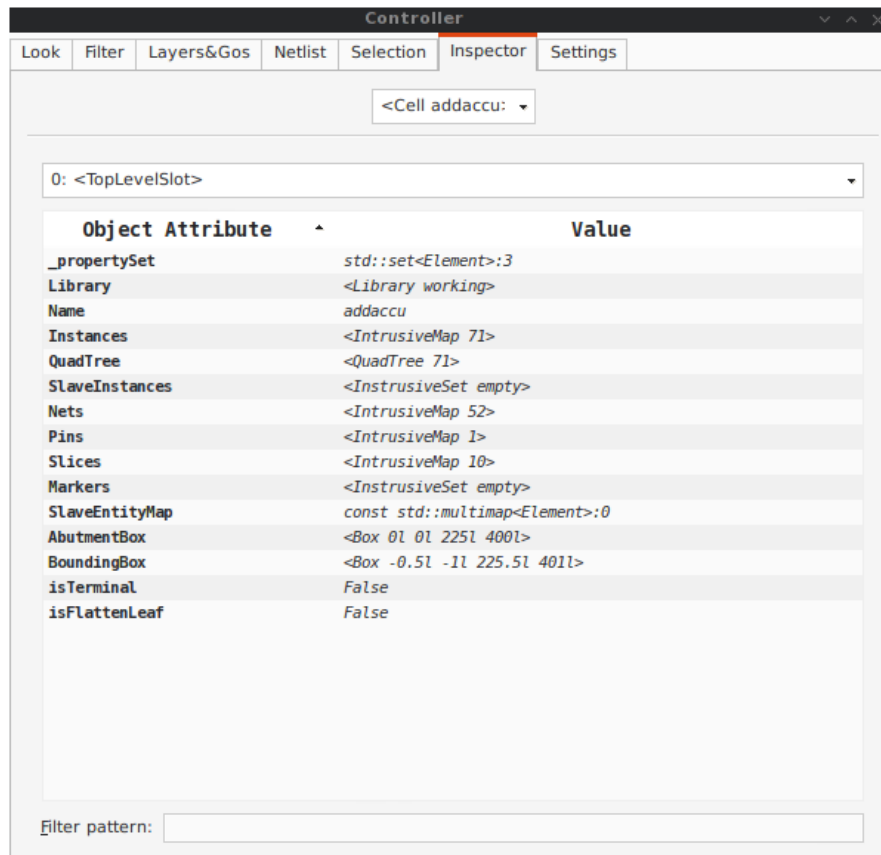 Controller
Look Filter Layers&Gos Netlist Selection Inspector Settings
<Cell addaccu:
0: <TopLevelSlot>
Object Attribute Value
_propertySet std::set<Element>:3
Library <Library working>
Name addaccu
Instances <IntrusiveMap 71>
QuadTree <QuadTree 71>
SlaveInstances <InstrusiveSet empty>
Nets <IntrusiveMap 52>
Pins <IntrusiveMap 1>
Slices <IntrusiveMap 10>
Markers <InstrusiveSet empty>
SlaveEntityMap const std::multimap<Element>:0
AbutmentBox <Box 0l 0l 225l 400l>
BoundingBox <Box -0.5l -1l 225.5l 401l>
isTerminal False
isFlattenLeaf False
Filter pattern: